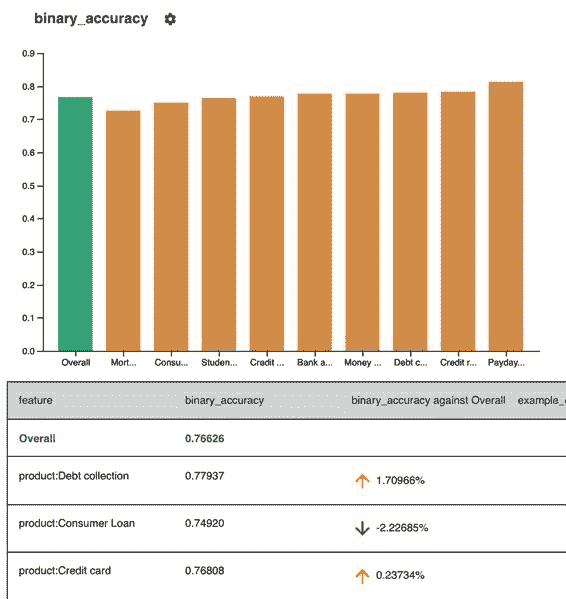 binary_accuracy
0.9
0.8
0.7
0.6
0.5
0.4
0.3
0.2
0.1
0.0
Overall Mort... Consu... Studen... Credit ... Bank a... Money ... Debt c... Credit r... Payday...
feature binary_accuracy binary_accuracy against Overall example_
Overall 0.76626
product:Debt collection 0.77937 1.70966%
product:Consumer Loan 0.74920 -2.22685%
product:Credit card 0.76808 0.23734%